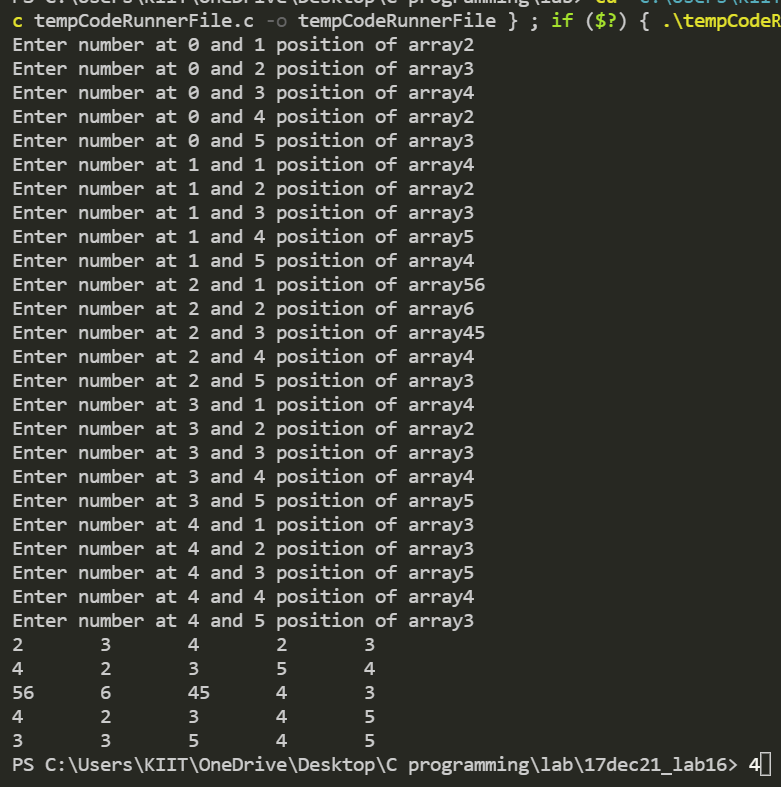 c tempCodeRunnerFile.c -o tempCodeRunnerFile } ; if ($?) { .\tempCodeR
Enter number at 0 and 1 position of array2
Enter number at 0 and 2 position of array3
Enter number at 0 and 3 position of array4
Enter number at 0 and 4 position of array2
Enter number at 0 and 5 position of array3
Enter number at 1 and 1 position of array4
Enter number at 1 and 2 position of array2
Enter number at 1 and 3 position of array3
Enter number at 1 and 4 position of array5
Enter number at 1 and 5 position of array4
Enter number at 2 and 1 position of array56
Enter number at 2 and 2 position of array6
Enter number at 2 and 3 position of array45
Enter number at 2 and 4 position of array4
Enter number at 2 and 5 position of array3
Enter number at 3 and 1 position of array4
Enter number at 3 and 2 position of array2
Enter number at 3 and 3 position of array3
Enter number at 3 and 4 position of array4
Enter number at 3 and 5 position of array5
Enter number at 4 and 1 position of array3
Enter number at 4 and 2 position of array3
Enter number at 4 and 3 position of array5
Enter number at 4 and 4 position of array4
Enter number at 4 and 5 position of array3
2 3 4 2 3
4 2 3 5 4
56 6 45 4 3
4 2 3 4 5
3 3 5 4 5
PS C:\Users\KIIT\OneDrive\Desktop\C programming\lab\17dec21_lab16> 4